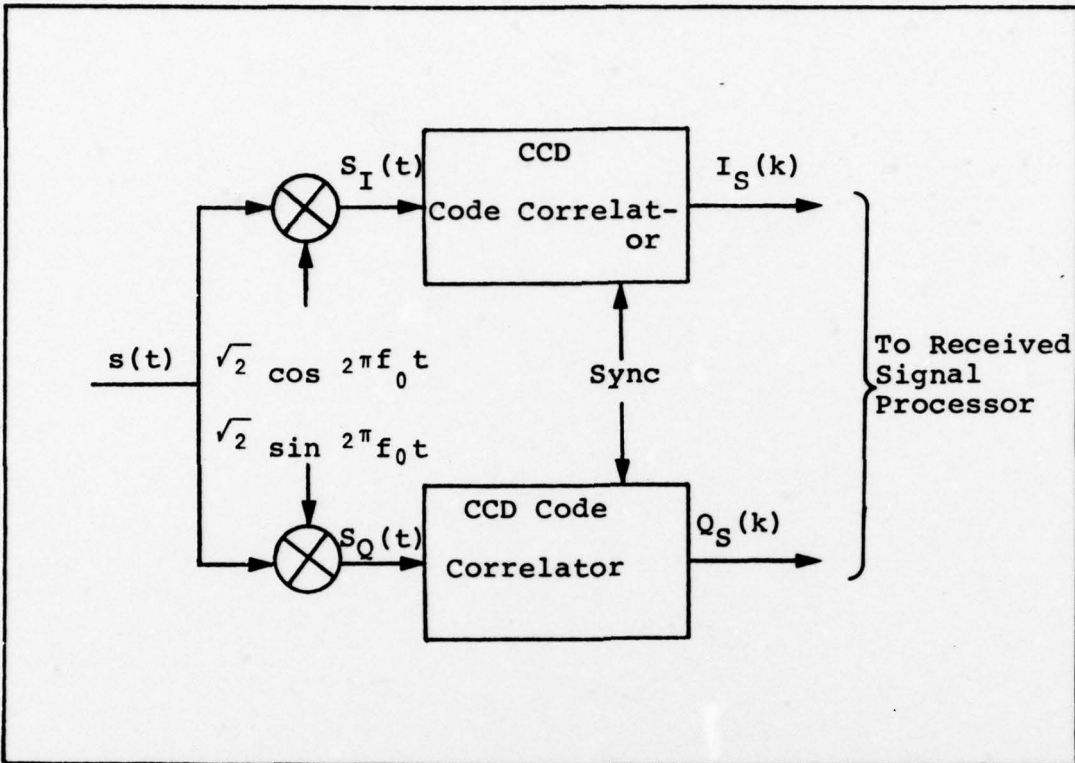 CCD
Code Correlat-
or
S_I(t)
I_S(k)
s(t)
√2 cos 2πf_0t
√2 sin 2πf_0t
Sync
To Received
Signal
Processor
CCD Code
Correlator
S_Q(t)
Q_S(k)